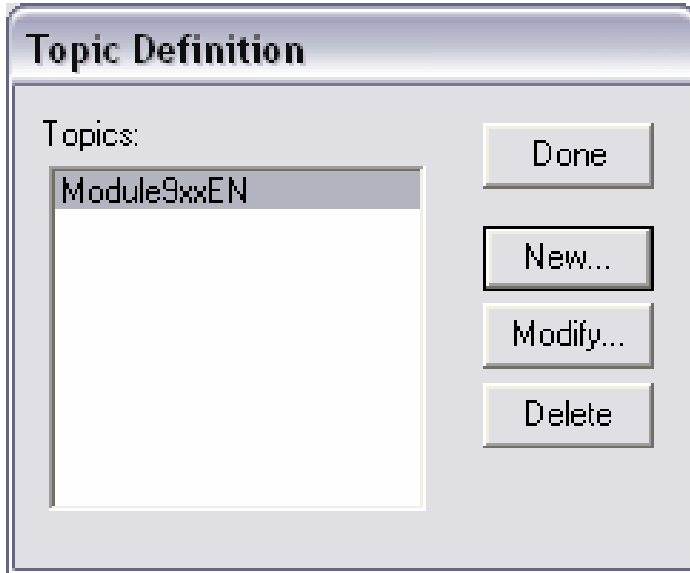 Topic Definition
Topics:
Module9xxEN
Done
New...
Modify...
Delete